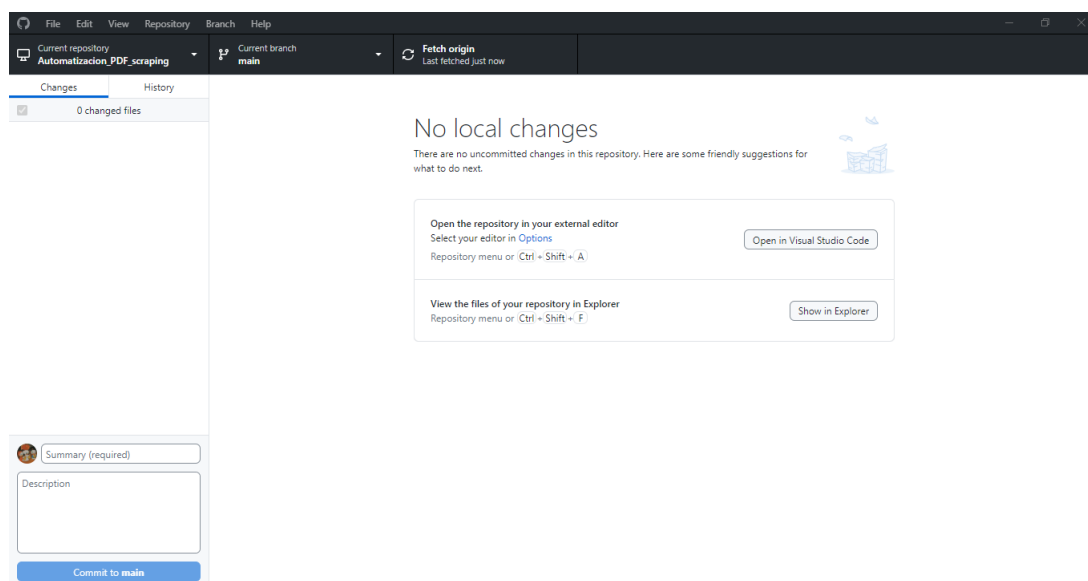 File Edit View Repository Branch Help
Current repository
Automatizacion_PDF_scraping
Current branch
main
Fetch origin
Last fetched just now
Changes History
0 changed files
No local changes
There are no uncommitted changes in this repository. Here are some friendly suggestions for
what to do next.
Open the repository in your external editor
Select your editor in Options
Repository menu or Ctrl + Shift + A
Open in Visual Studio Code
View the files of your repository in Explorer
Repository menu or Ctrl + Shift + F
Show in Explorer
Summary (required)
Description
Commit to main